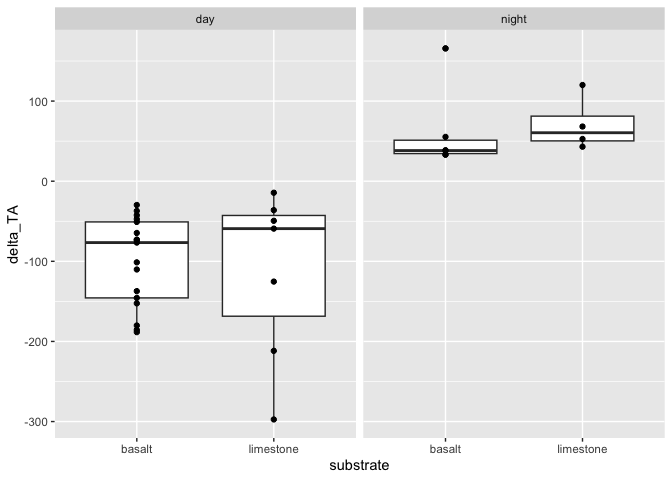 day
night
delta_TA
100
0
-100
-200
-300
basalt
limestone
basalt
limestone
substrate